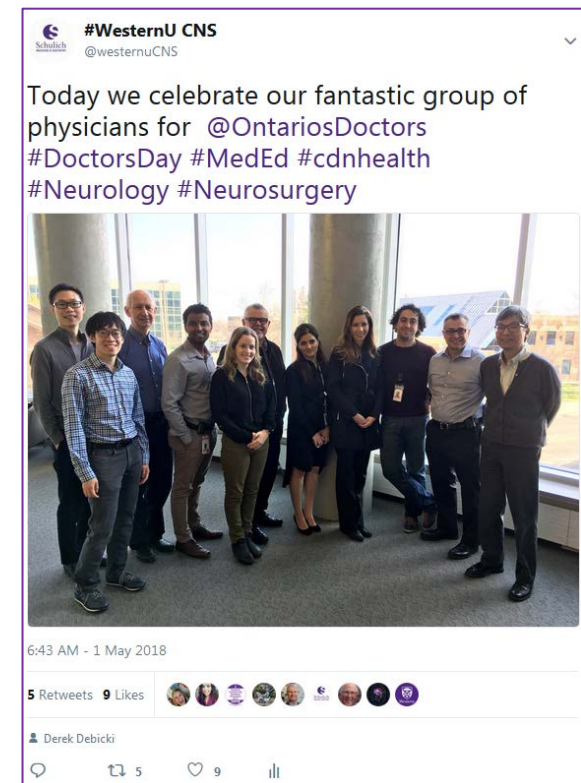 #WesternU CNS
Schulich
@westernuCNS
Today we celebrate our fantastic group of
physicians for @OntariosDoctors
#DoctorsDay #MedEd #cdnhealth
#Neurology #Neurosurgery
6:43 AM - 1 May 2018
5 Retweets 9 Likes
Derek Debicki
5 9